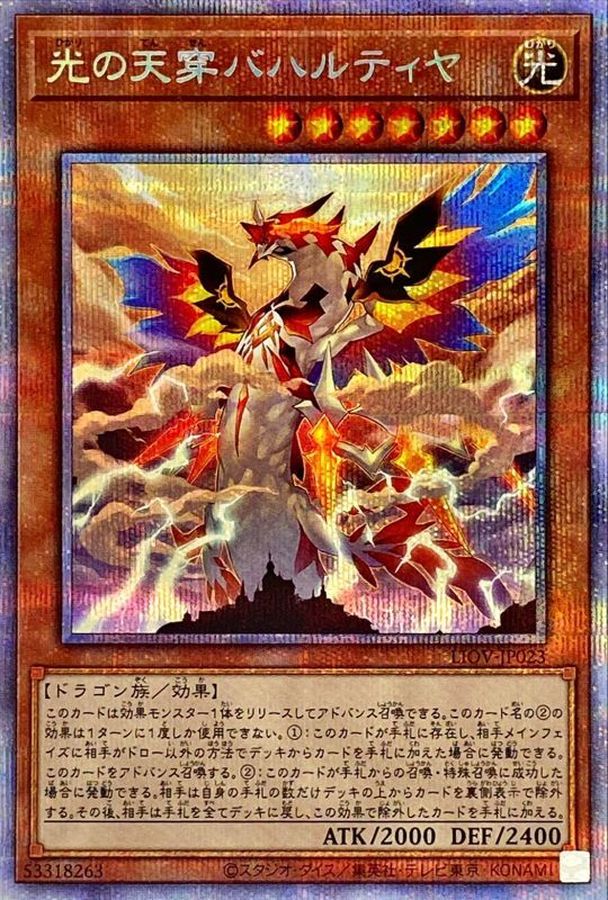 光の天穿バハルティヤ
光
LIOV-JP023
【ドラゴン族／効果】
このカードは効果モンスター1体をリリースしてアドバンス召喚できる。このカード名の②の
効果は1ターンに1度しか使用できない。①:このカードが手札に存在し、相手メインフェ
イズに相手がドロー以外の方法でデッキからカードを手札に加えた場合に発動できる。
このカードをアドバンス召喚する。②:このカードが手札からの召喚・特殊召喚に成功した
場合に発動できる。相手は自身の手札の数だけデッキの上からカードを裏側表示で除外
する。その後、相手は手札を全てデッキに戻し、この効果で除外したカードを手札に加える。
ATK/2000 DEF/2400
53318263 ©スタジオ・ダイス/集英社・テレビ東京・KONAMI